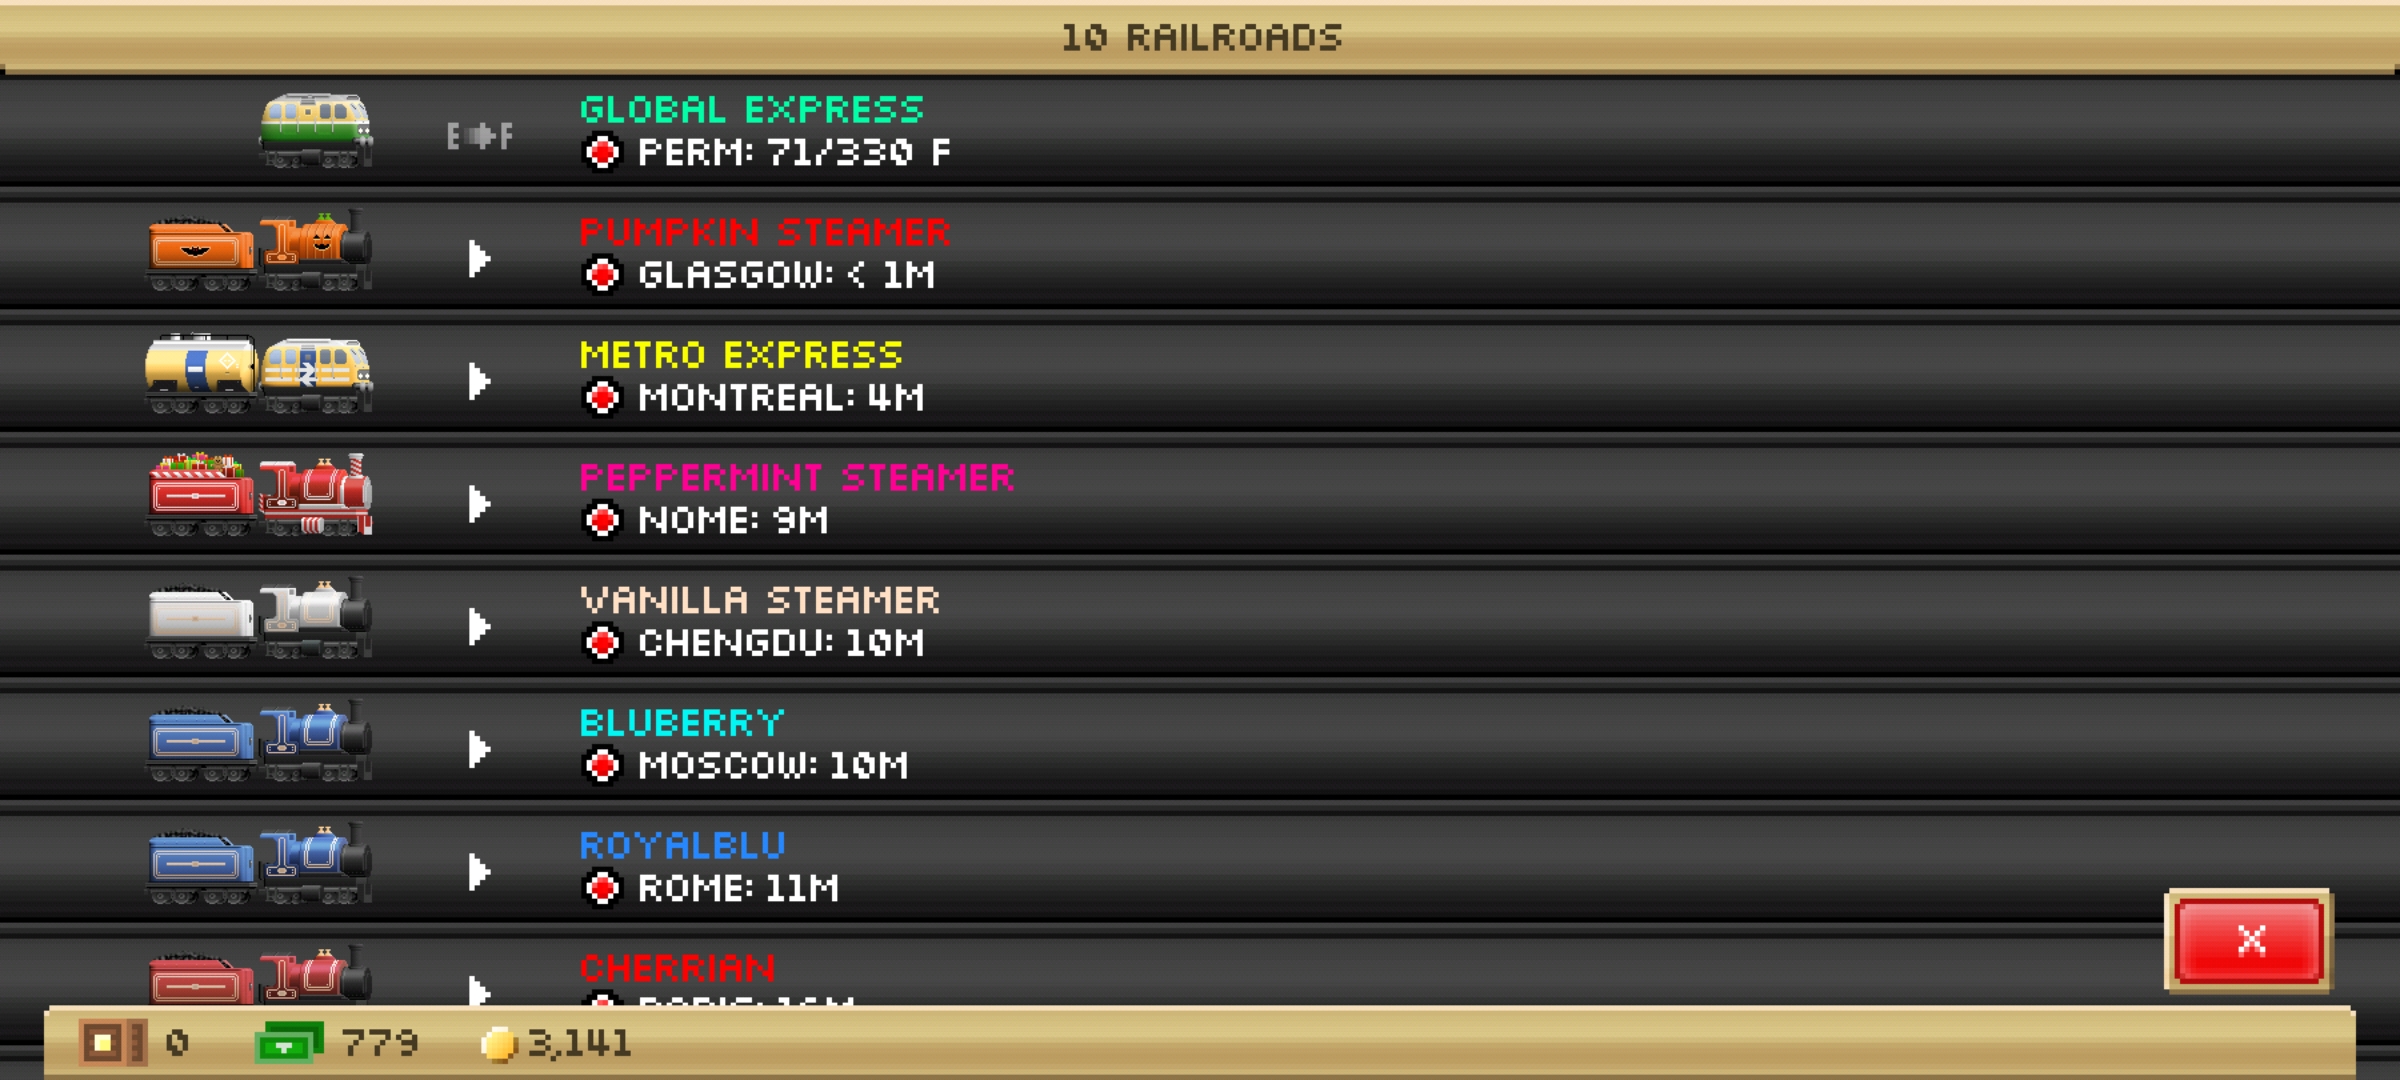 10 RAILROADS
GLOBAL EXPRESS
E F
PERM: 71/330 F
PUMPKIN STEAMER
GLASGOW: < 1M
METRO EXPRESS
MONTREAL: 4M
PEPPERMINT STEAMER
NOME: 9M
VANILLA STEAMER
CHENGDU: 10M
BLUBERRY
MOSCOW: 10M
ROYALBLU
ROME: 11M
CHERRIAN
X
0 779 3,141